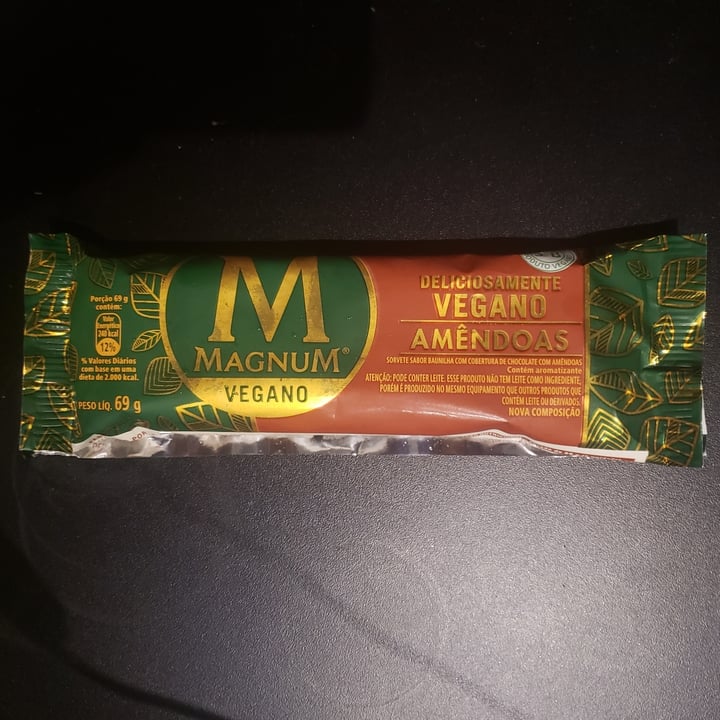 Porção 69 g
contém:
Valor
Energético
240 kcal
12%
% Valores Diários
com base em uma
dieta de 2.000 kcal.
PESO LÍQ. 69 g
M
MAGNUM®
VEGANO
DELICIOSAMENTE
VEGANO
AMÊNDOAS
SORVETE SABOR BAUNILHA COM COBERTURA DE CHOCOLATE COM AMÊNDOAS
Contém aromatizante
ATENÇÃO: PODE CONTER LEITE. ESSE PRODUTO NÃO TEM LEITE COMO INGREDIENTE,
PORÉM É PRODUZIDO NO MESMO EQUIPAMENTO QUE OUTROS PRODUTOS QUE
CONTÊM LEITE OU DERIVADOS.
NOVA COMPOSIÇÃO